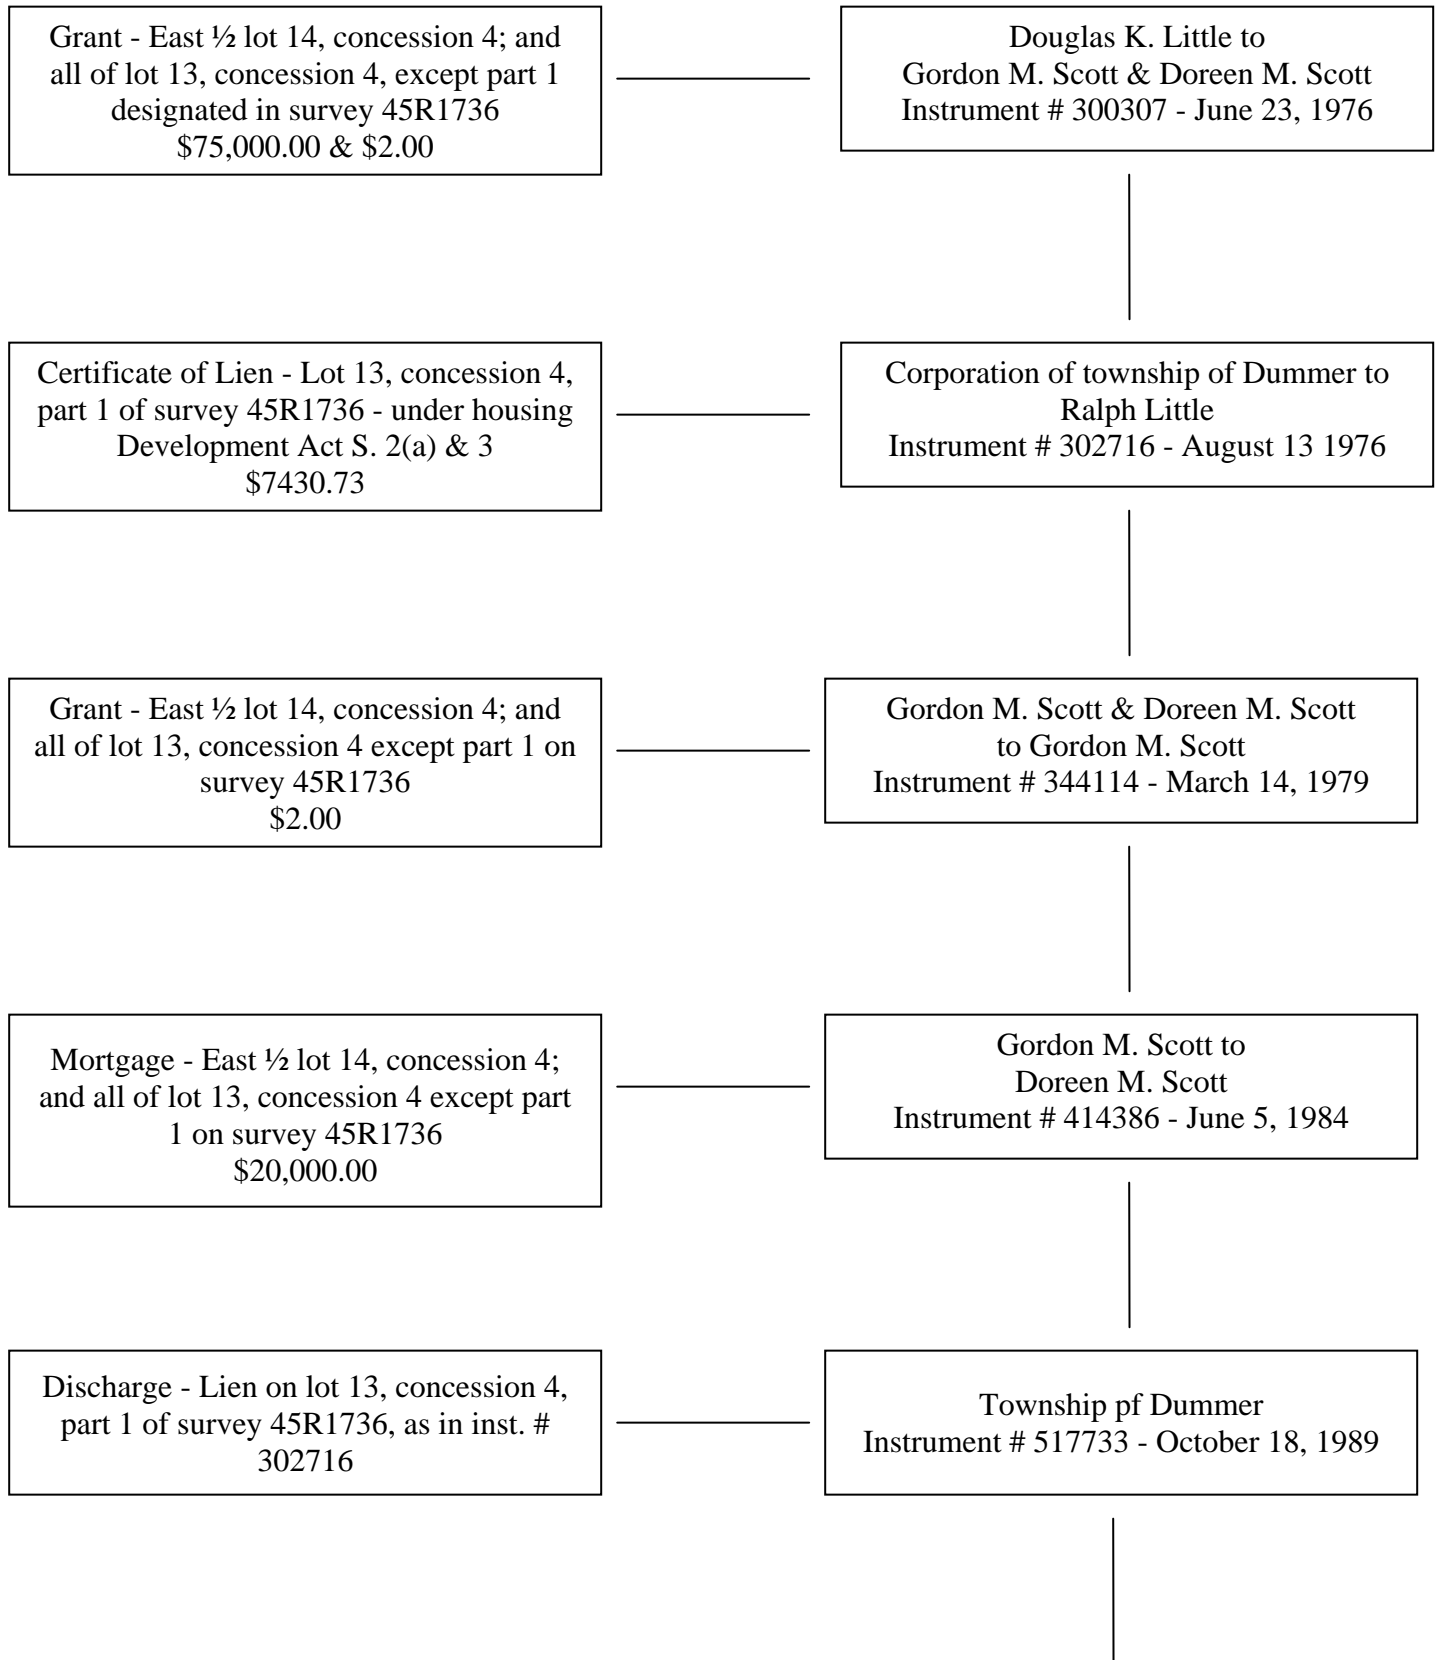 Grant - East ½ lot 14, concession 4; and
all of lot 13, concession 4, except part 1
designated in survey 45R1736
$75,000.00 & $2.00
Douglas K. Little to
Gordon M. Scott & Doreen M. Scott
Instrument # 300307 - June 23, 1976
Certificate of Lien - Lot 13, concession 4,
part 1 of survey 45R1736 - under housing
Development Act S. 2(a) & 3
$7430.73
Corporation of township of Dummer to
Ralph Little
Instrument # 302716 - August 13 1976
Grant - East ½ lot 14, concession 4; and
all of lot 13, concession 4 except part 1 on
survey 45R1736
$2.00
Gordon M. Scott & Doreen M. Scott
to Gordon M. Scott
Instrument # 344114 - March 14, 1979
Mortgage - East ½ lot 14, concession 4;
and all of lot 13, concession 4 except part
1 on survey 45R1736
$20,000.00
Gordon M. Scott to
Doreen M. Scott
Instrument # 414386 - June 5, 1984
Discharge - Lien on lot 13, concession 4,
part 1 of survey 45R1736, as in inst. #
302716
Township pf Dummer
Instrument # 517733 - October 18, 1989